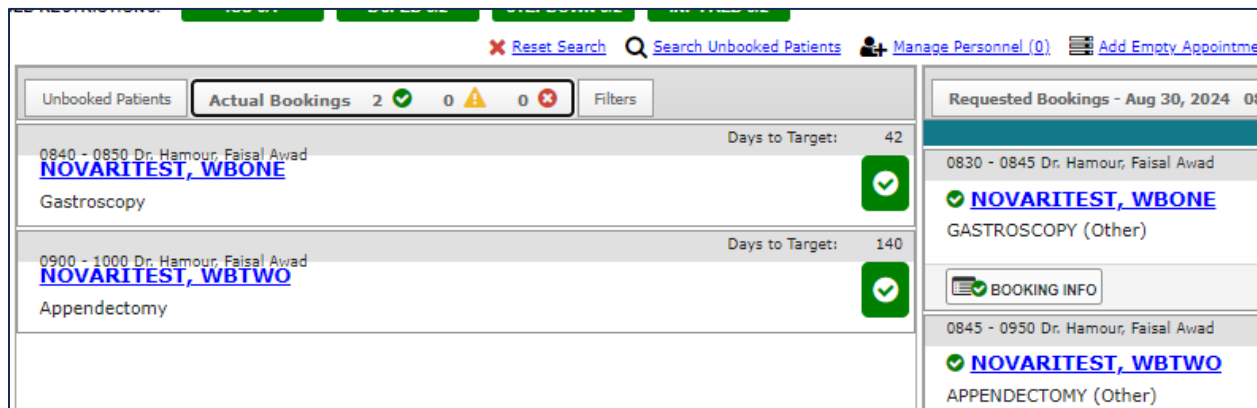 Reset Search Search Unbooked Patients Manage Personnel (0) Add Empty Appointme
Unbooked Patients Actual Bookings 2 0 0 Filters
Days to Target: 42
0840 - 0850 Dr. Hamour, Faisal Awad
NOVARITEST, WBONE
Gastroscopy
Days to Target: 140
0900 - 1000 Dr. Hamour, Faisal Awad
NOVARITEST, WBTWO
Appendectomy
Requested Bookings - Aug 30, 2024 08
0830 - 0845 Dr. Hamour, Faisal Awad
NOVARITEST, WBONE
GASTROSCOPY (Other)
BOOKING INFO
0845 - 0950 Dr. Hamour, Faisal Awad
NOVARITEST, WBTWO
APPENDECTOMY (Other)